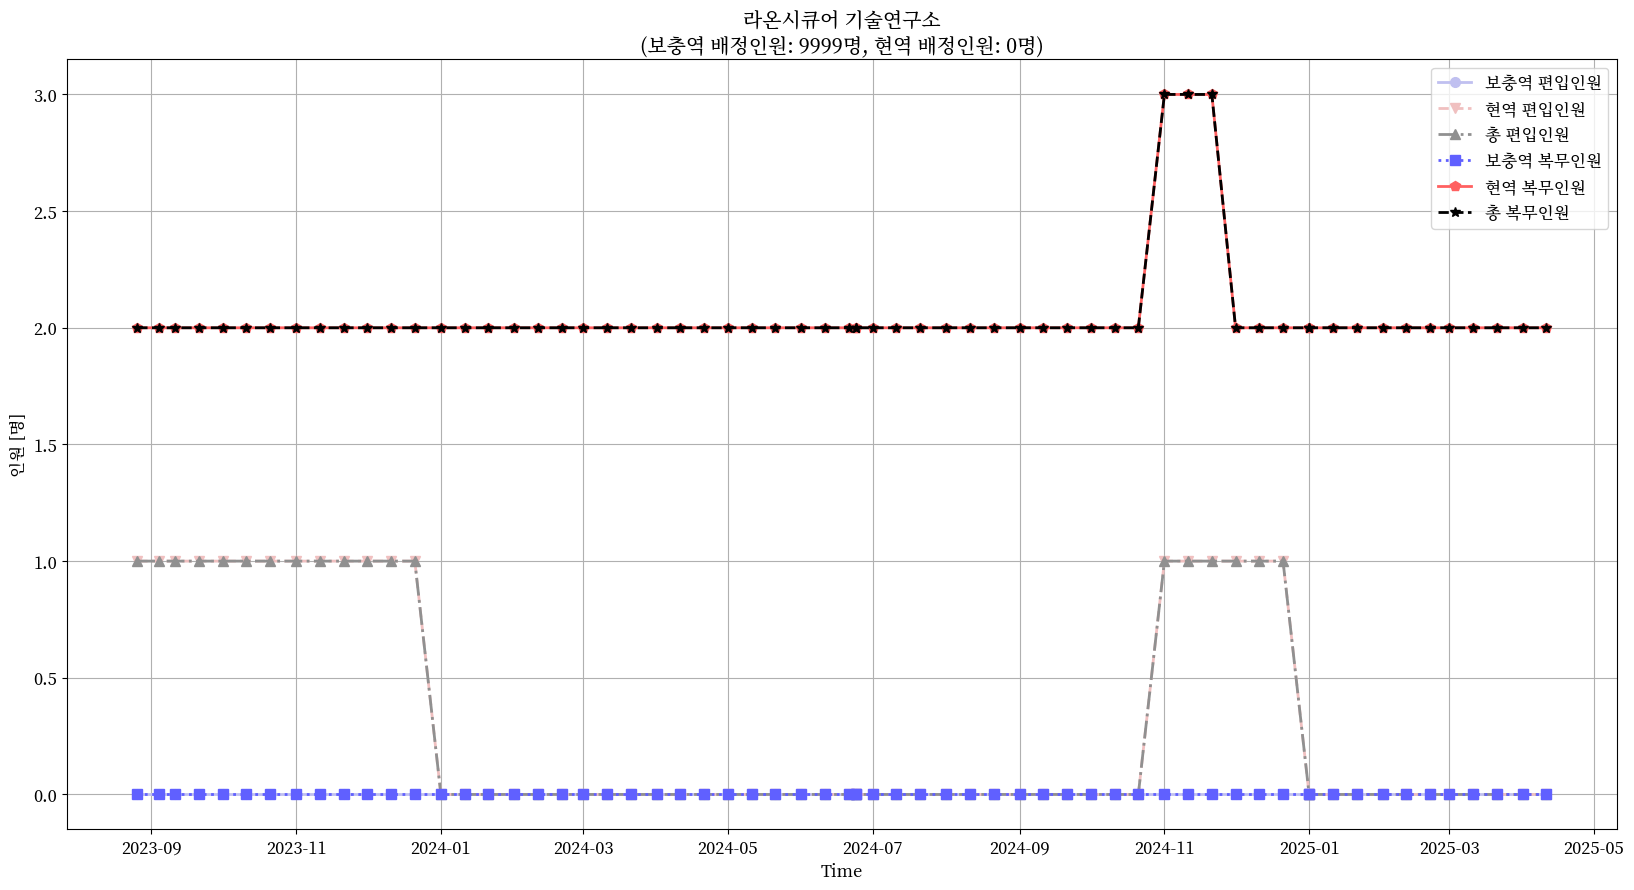 라온시큐어 기술연구소
(보충역 배정인원: 9999명, 현역 배정인원: 0명)
보충역 편입인원
현역 편입인원
총 편입인원
보충역 복무인원
현역 복무인원
총 복무인원
인원 [명]
3.0
2.5
2.0
1.5
1.0
0.5
0.0
2023-09 2023-11 2024-01 2024-03 2024-05 2024-07 2024-09 2024-11 2025-01 2025-03 2025-05
Time